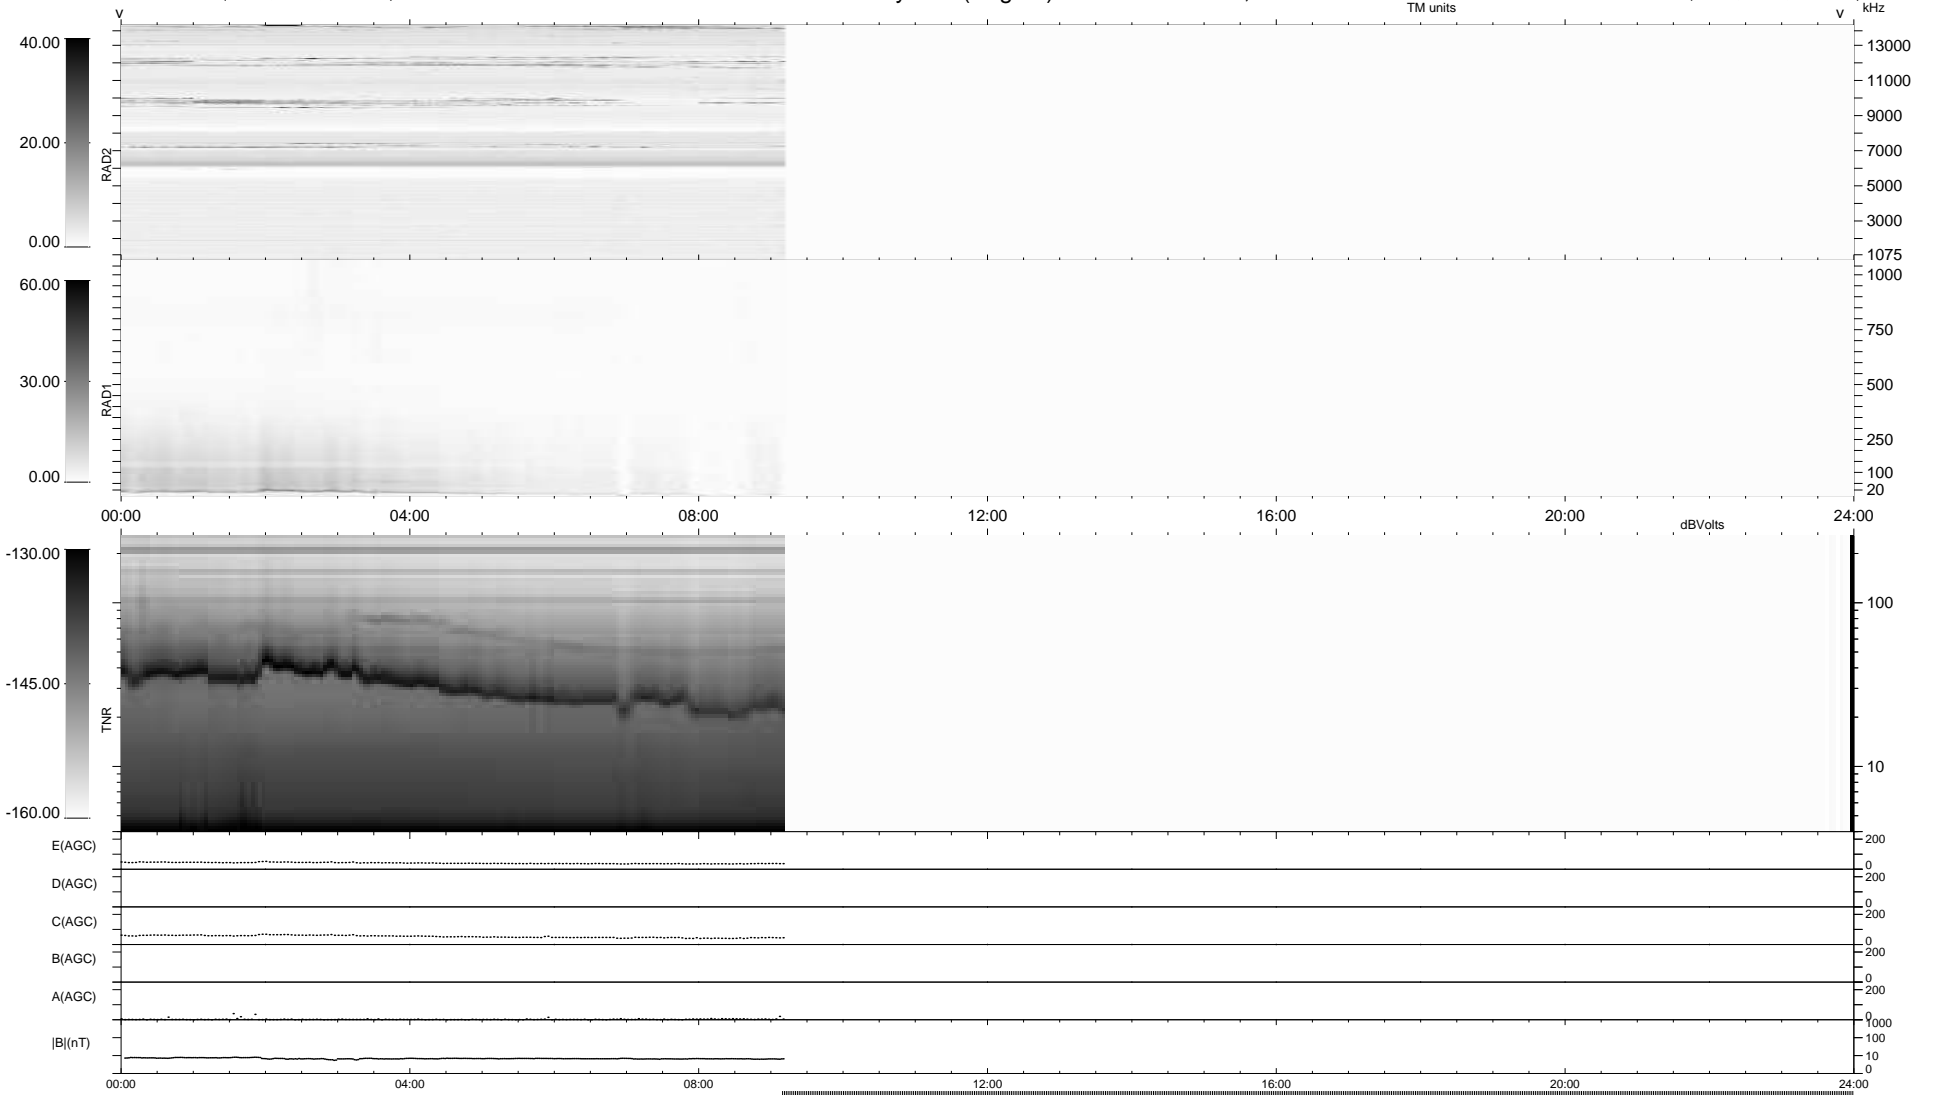 v TM units v kHz
40.00
20.00
0.00
RAD2
13000
11000
9000
7000
5000
3000
1075
60.00
30.00
0.00
RAD1
1000
750
500
250
100
20
00:00 04:00 08:00 12:00 16:00 20:00 24:00
dBVolts
-130.00
-145.00
-160.00
TNR
100
10
E(AGC) 200 0
D(AGC) 200 0
C(AGC) 200 0
B(AGC) 200 0
A(AGC) 200 0
|B|(nT) 1000 100 10 0
00:00 04:00 08:00 12:00 16:00 20:00 24:00